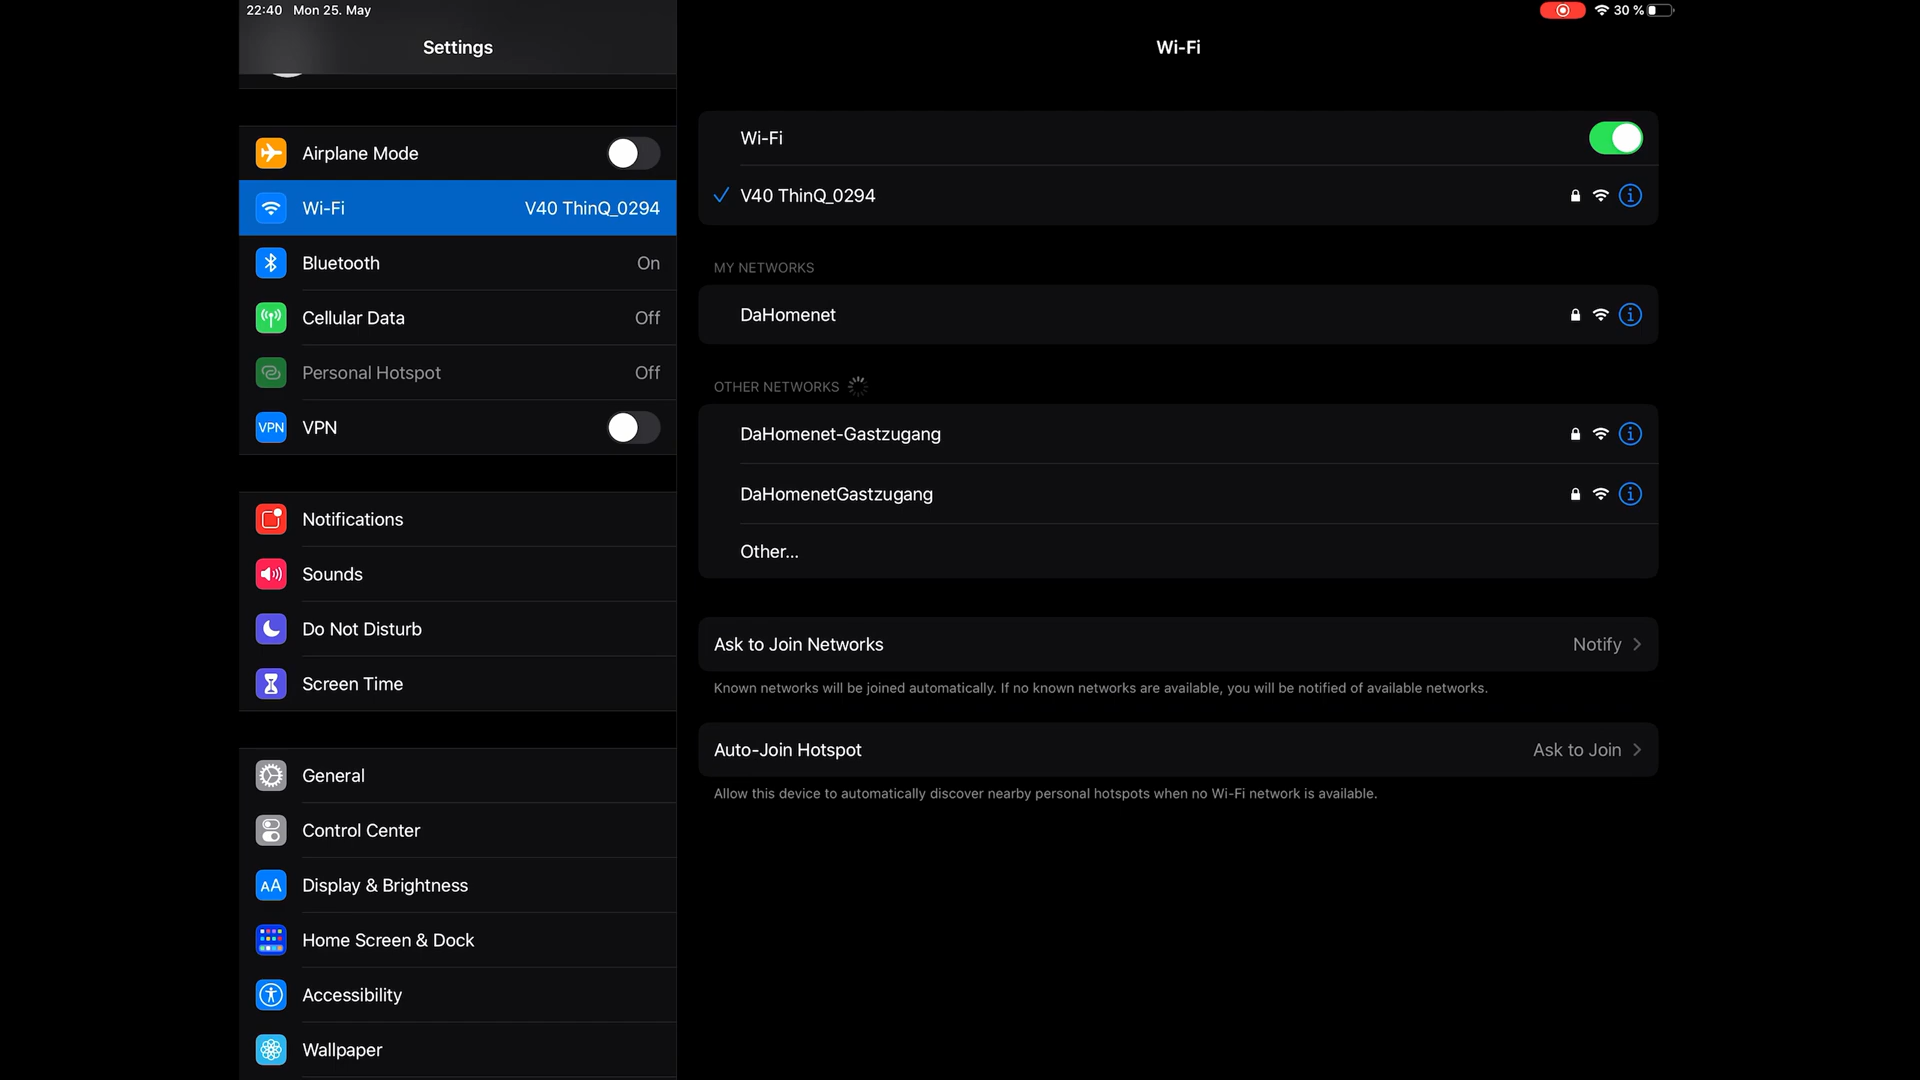 22:40 Mon 25. May
30 %
Settings
Airplane Mode
Wi-Fi V40 ThinQ_0294
Bluetooth On
Cellular Data Off
Personal Hotspot Off
VPN VPN
Notifications
Sounds
Do Not Disturb
Screen Time
General
Control Center
AA Display & Brightness
Home Screen & Dock
Accessibility
Wallpaper
Wi-Fi
Wi-Fi
V40 ThinQ_0294
MY NETWORKS
DaHomenet
OTHER NETWORKS
DaHomenet-Gastzugang
DaHomenetGastzugang
Other...
Ask to Join Networks Notify
Known networks will be joined automatically. If no known networks are available, you will be notified of available networks.
Auto-Join Hotspot Ask to Join
Allow this device to automatically discover nearby personal hotspots when no Wi-Fi network is available.